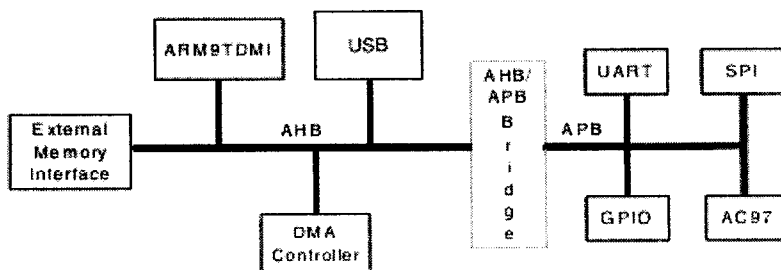 ARM9TDMI
USB
AHB/
APB
B
r
i
d
g
e
UART
SPI
External
Memory
Interface
AHB
APB
DMA
Controller
GPIO
AC97